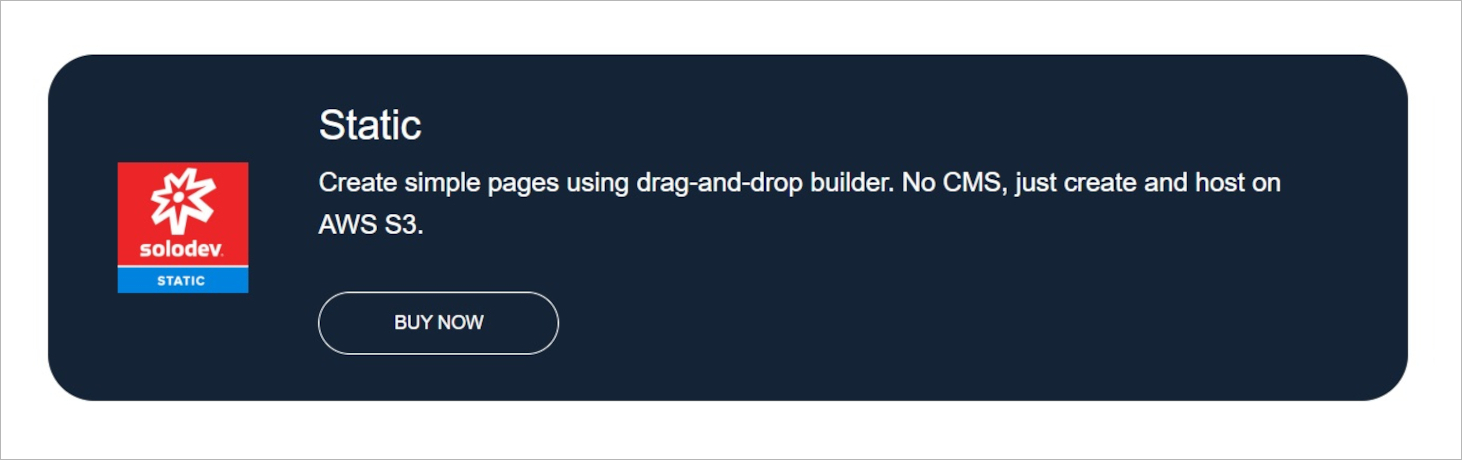 Static
Create simple pages using drag-and-drop builder. No CMS, just create and host on
AWS S3.
solodev.
STATIC
BUY NOW